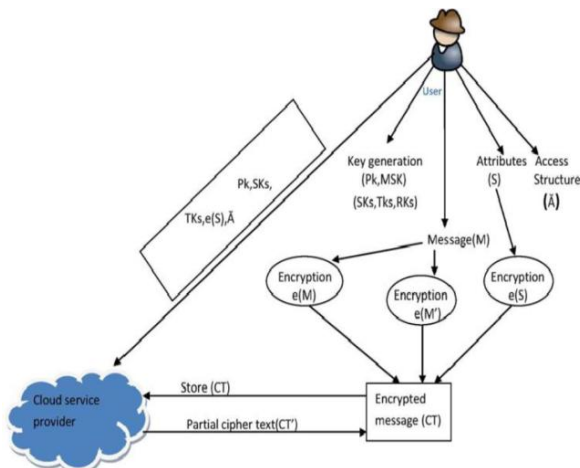 User
Pk,SKs,
TKs,e(S),Ā
Key generation
(Pk,MSK)
(SKs,Tks,RKs)
Attributes
(S)
Access
Structure
(Ā)
Message(M)
Encryption
e(M)
Encryption
e(M')
Encryption
e(S)
Cloud service
provider
Store (CT)
Partial cipher text(CT')
Encrypted
message (CT)